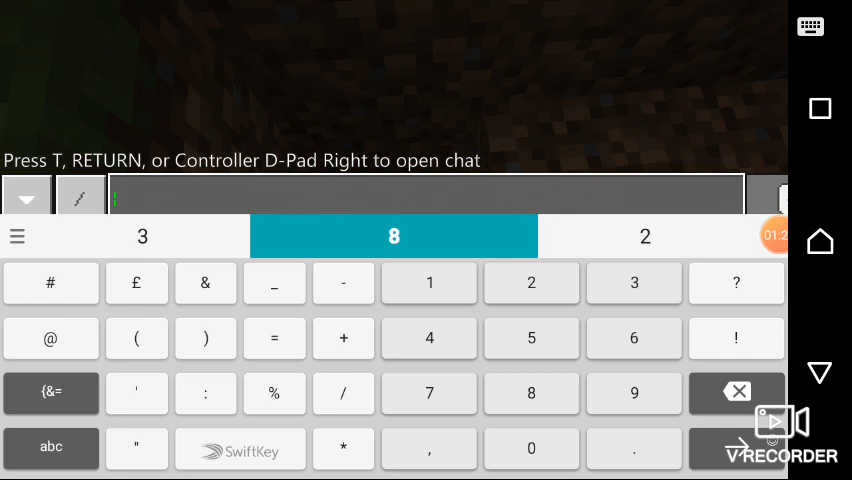 Press T, RETURN, or Controller D-Pad Right to open chat
/
3 8 2
01:2
# £ & _ - 1 2 3 ?
@ ( ) = + 4 5 6 !
{&= ' : % / 7 8 9
abc " SwiftKey * , 0 .
V RECORDER